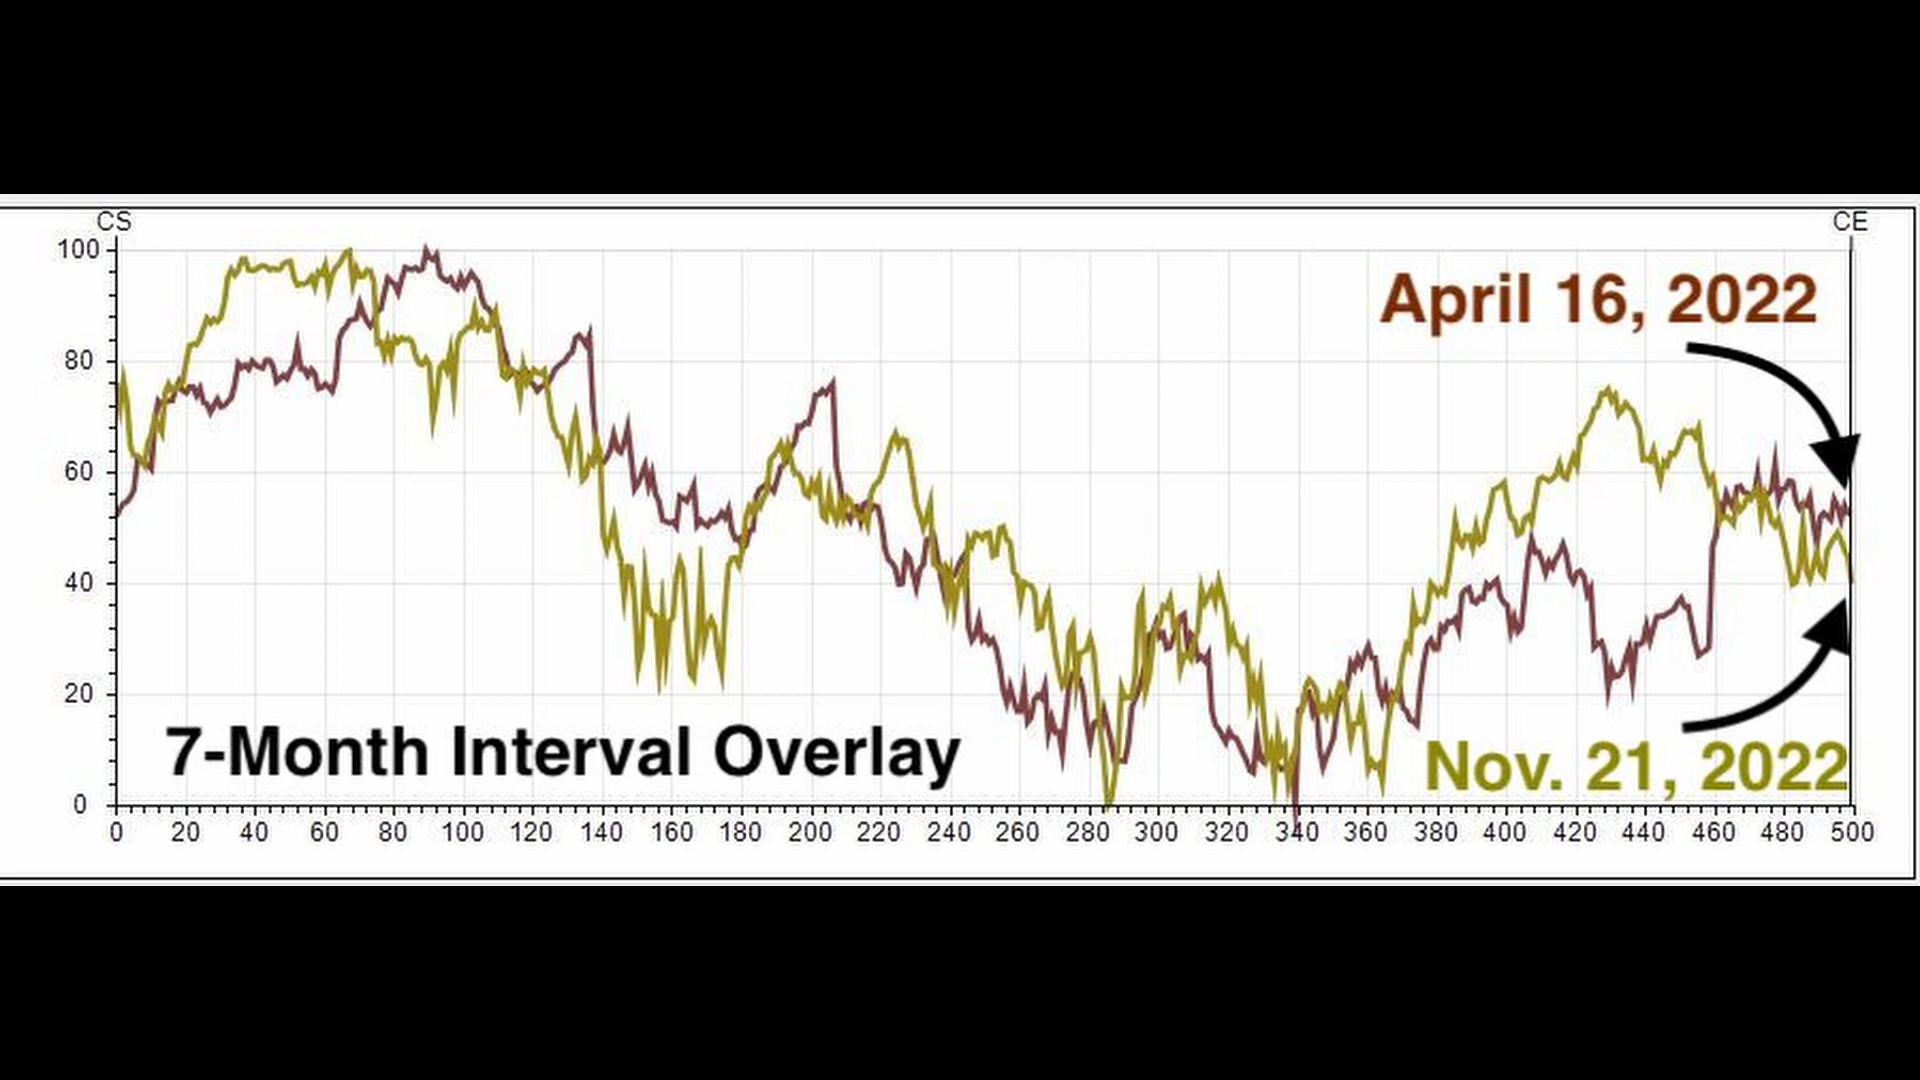 CS CE
100
April 16, 2022
80
60
40
20
7-Month Interval Overlay
Nov. 21, 2022
0
0 20 40 60 80 100 120 140 160 180 200 220 240 260 280 300 320 340 360 380 400 420 440 460 480 500